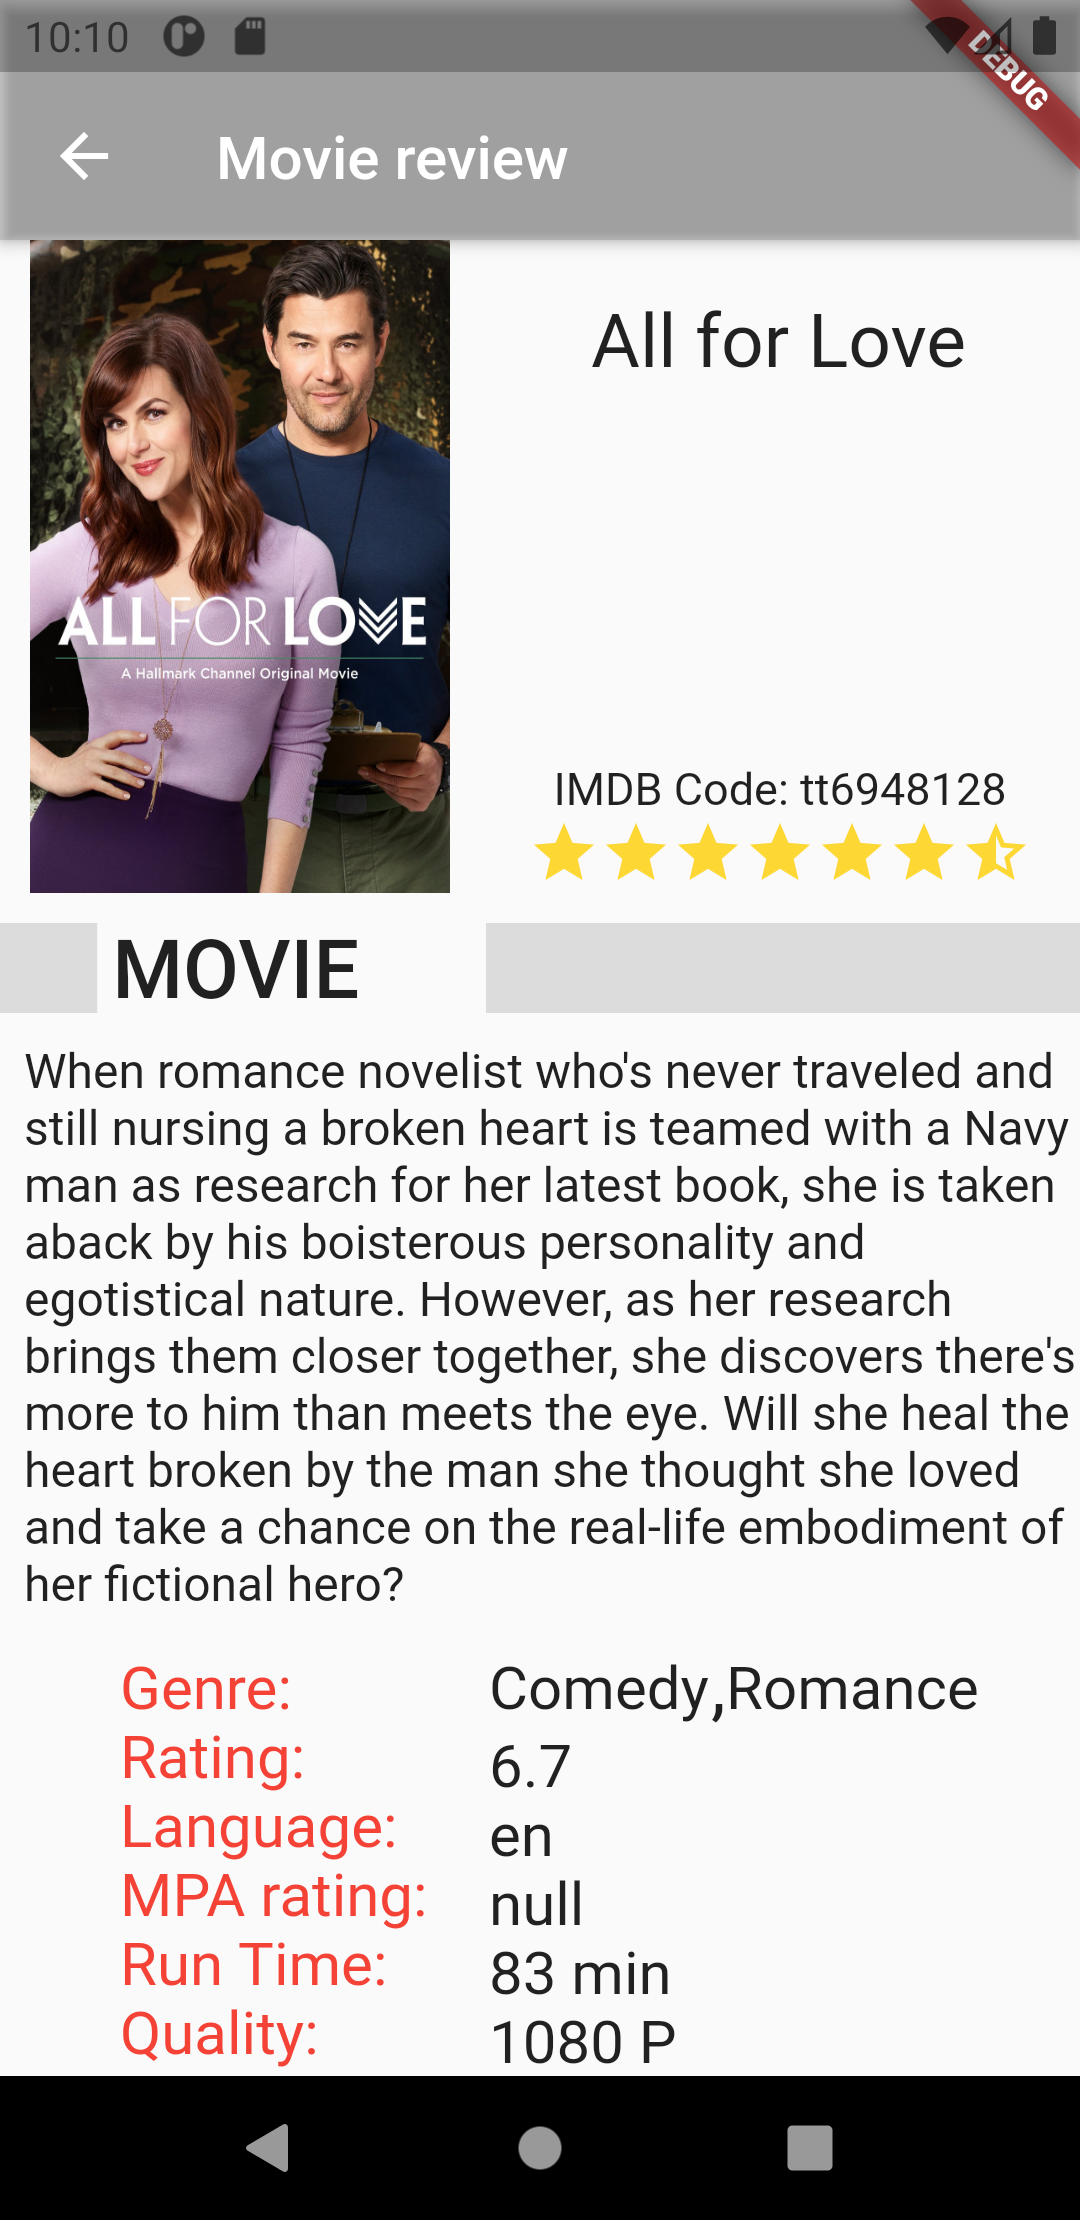 10:10
DEBUG
Movie review
All for Love
ALL FOR LOVE
A Hallmark Channel Original Movie
IMDB Code: tt6948128
MOVIE
When romance novelist who's never traveled and
still nursing a broken heart is teamed with a Navy
man as research for her latest book, she is taken
aback by his boisterous personality and
egotistical nature. However, as her research
brings them closer together, she discovers there's
more to him than meets the eye. Will she heal the
heart broken by the man she thought she loved
and take a chance on the real-life embodiment of
her fictional hero?
Genre: Comedy,Romance
Rating: 6.7
Language: en
MPA rating: null
Run Time: 83 min
Quality: 1080 P